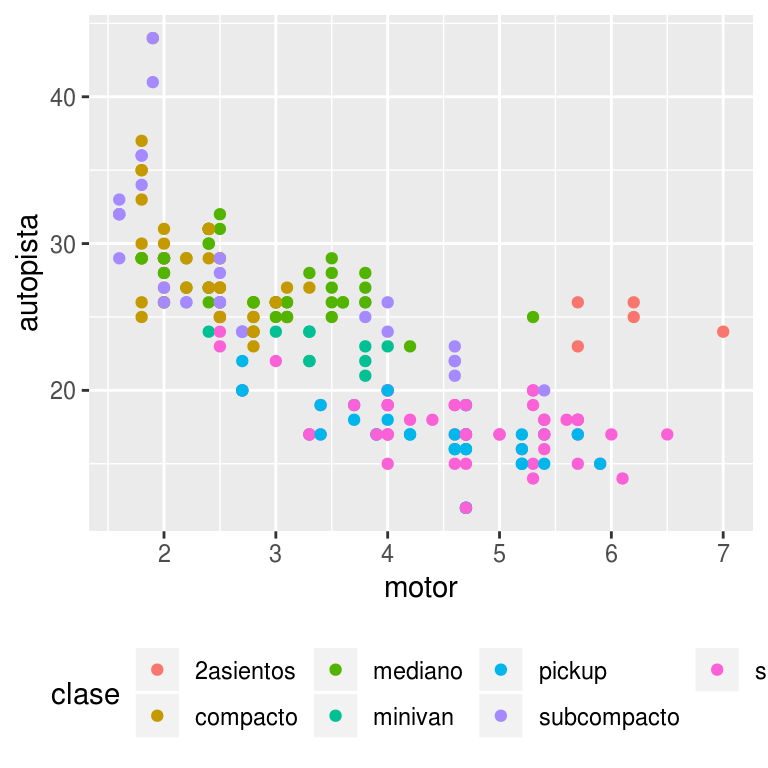 40
30
20
autopista
2 3 4 5 6 7
motor
clase
2asientos mediano pickup s
compacto minivan subcompacto